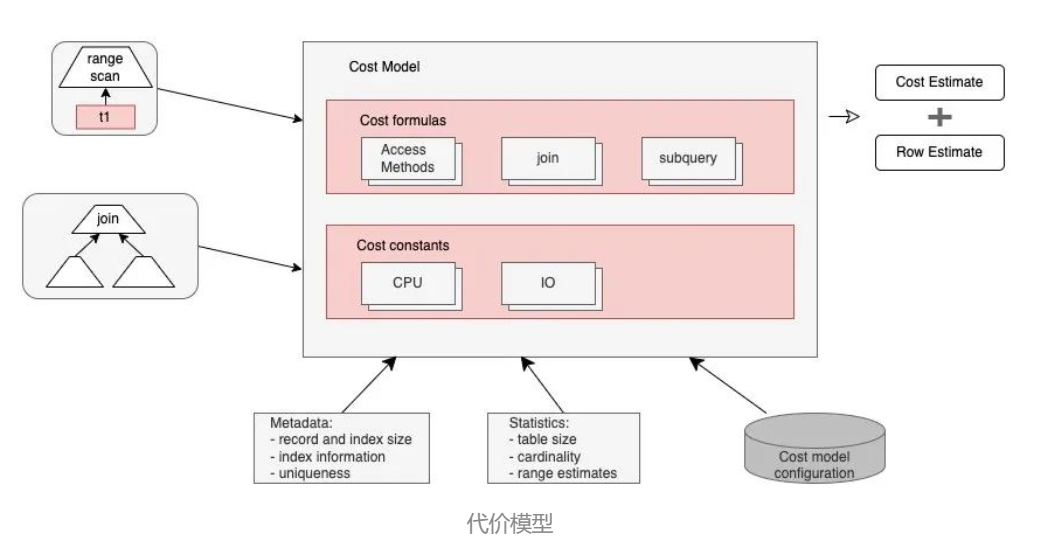 range
scan
t1
join
Cost Model
Cost formulas
Access
Methods
join
subquery
Cost constants
CPU
IO
Cost Estimate
+
Row Estimate
Metadata:
- record and index size
- index information
- uniqueness
Statistics:
- table size
- cardinality
- range estimates
Cost model
configuration
代价模型